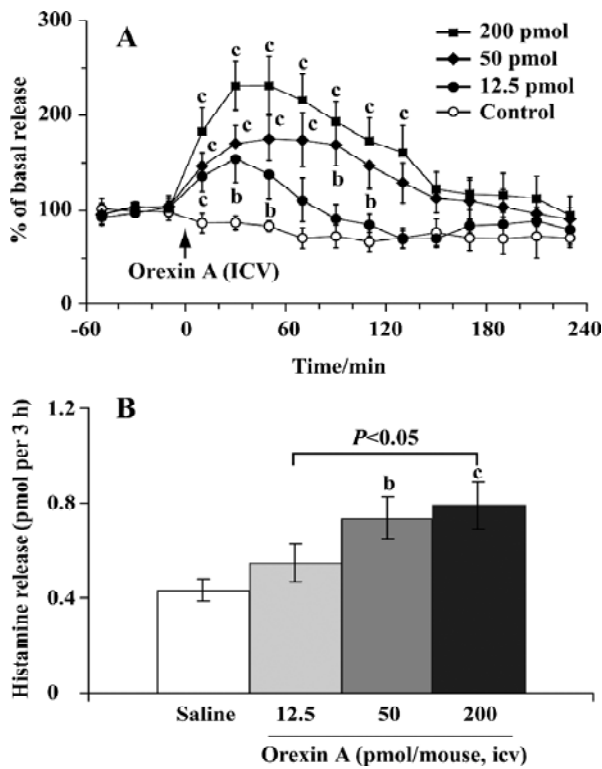 A
300
200
100
0
% of basal release
200 pmol
50 pmol
12.5 pmol
Control
c c c c c c c
c c c c b b
c b b
Orexin A (ICV)
-60 0 60 120 180 240
Time/min
B
1.2
0.8
0.4
0
Histamine release (pmol per 3 h)
P<0.05
b c
Saline 12.5 50 200
Orexin A (pmol/mouse, icv)